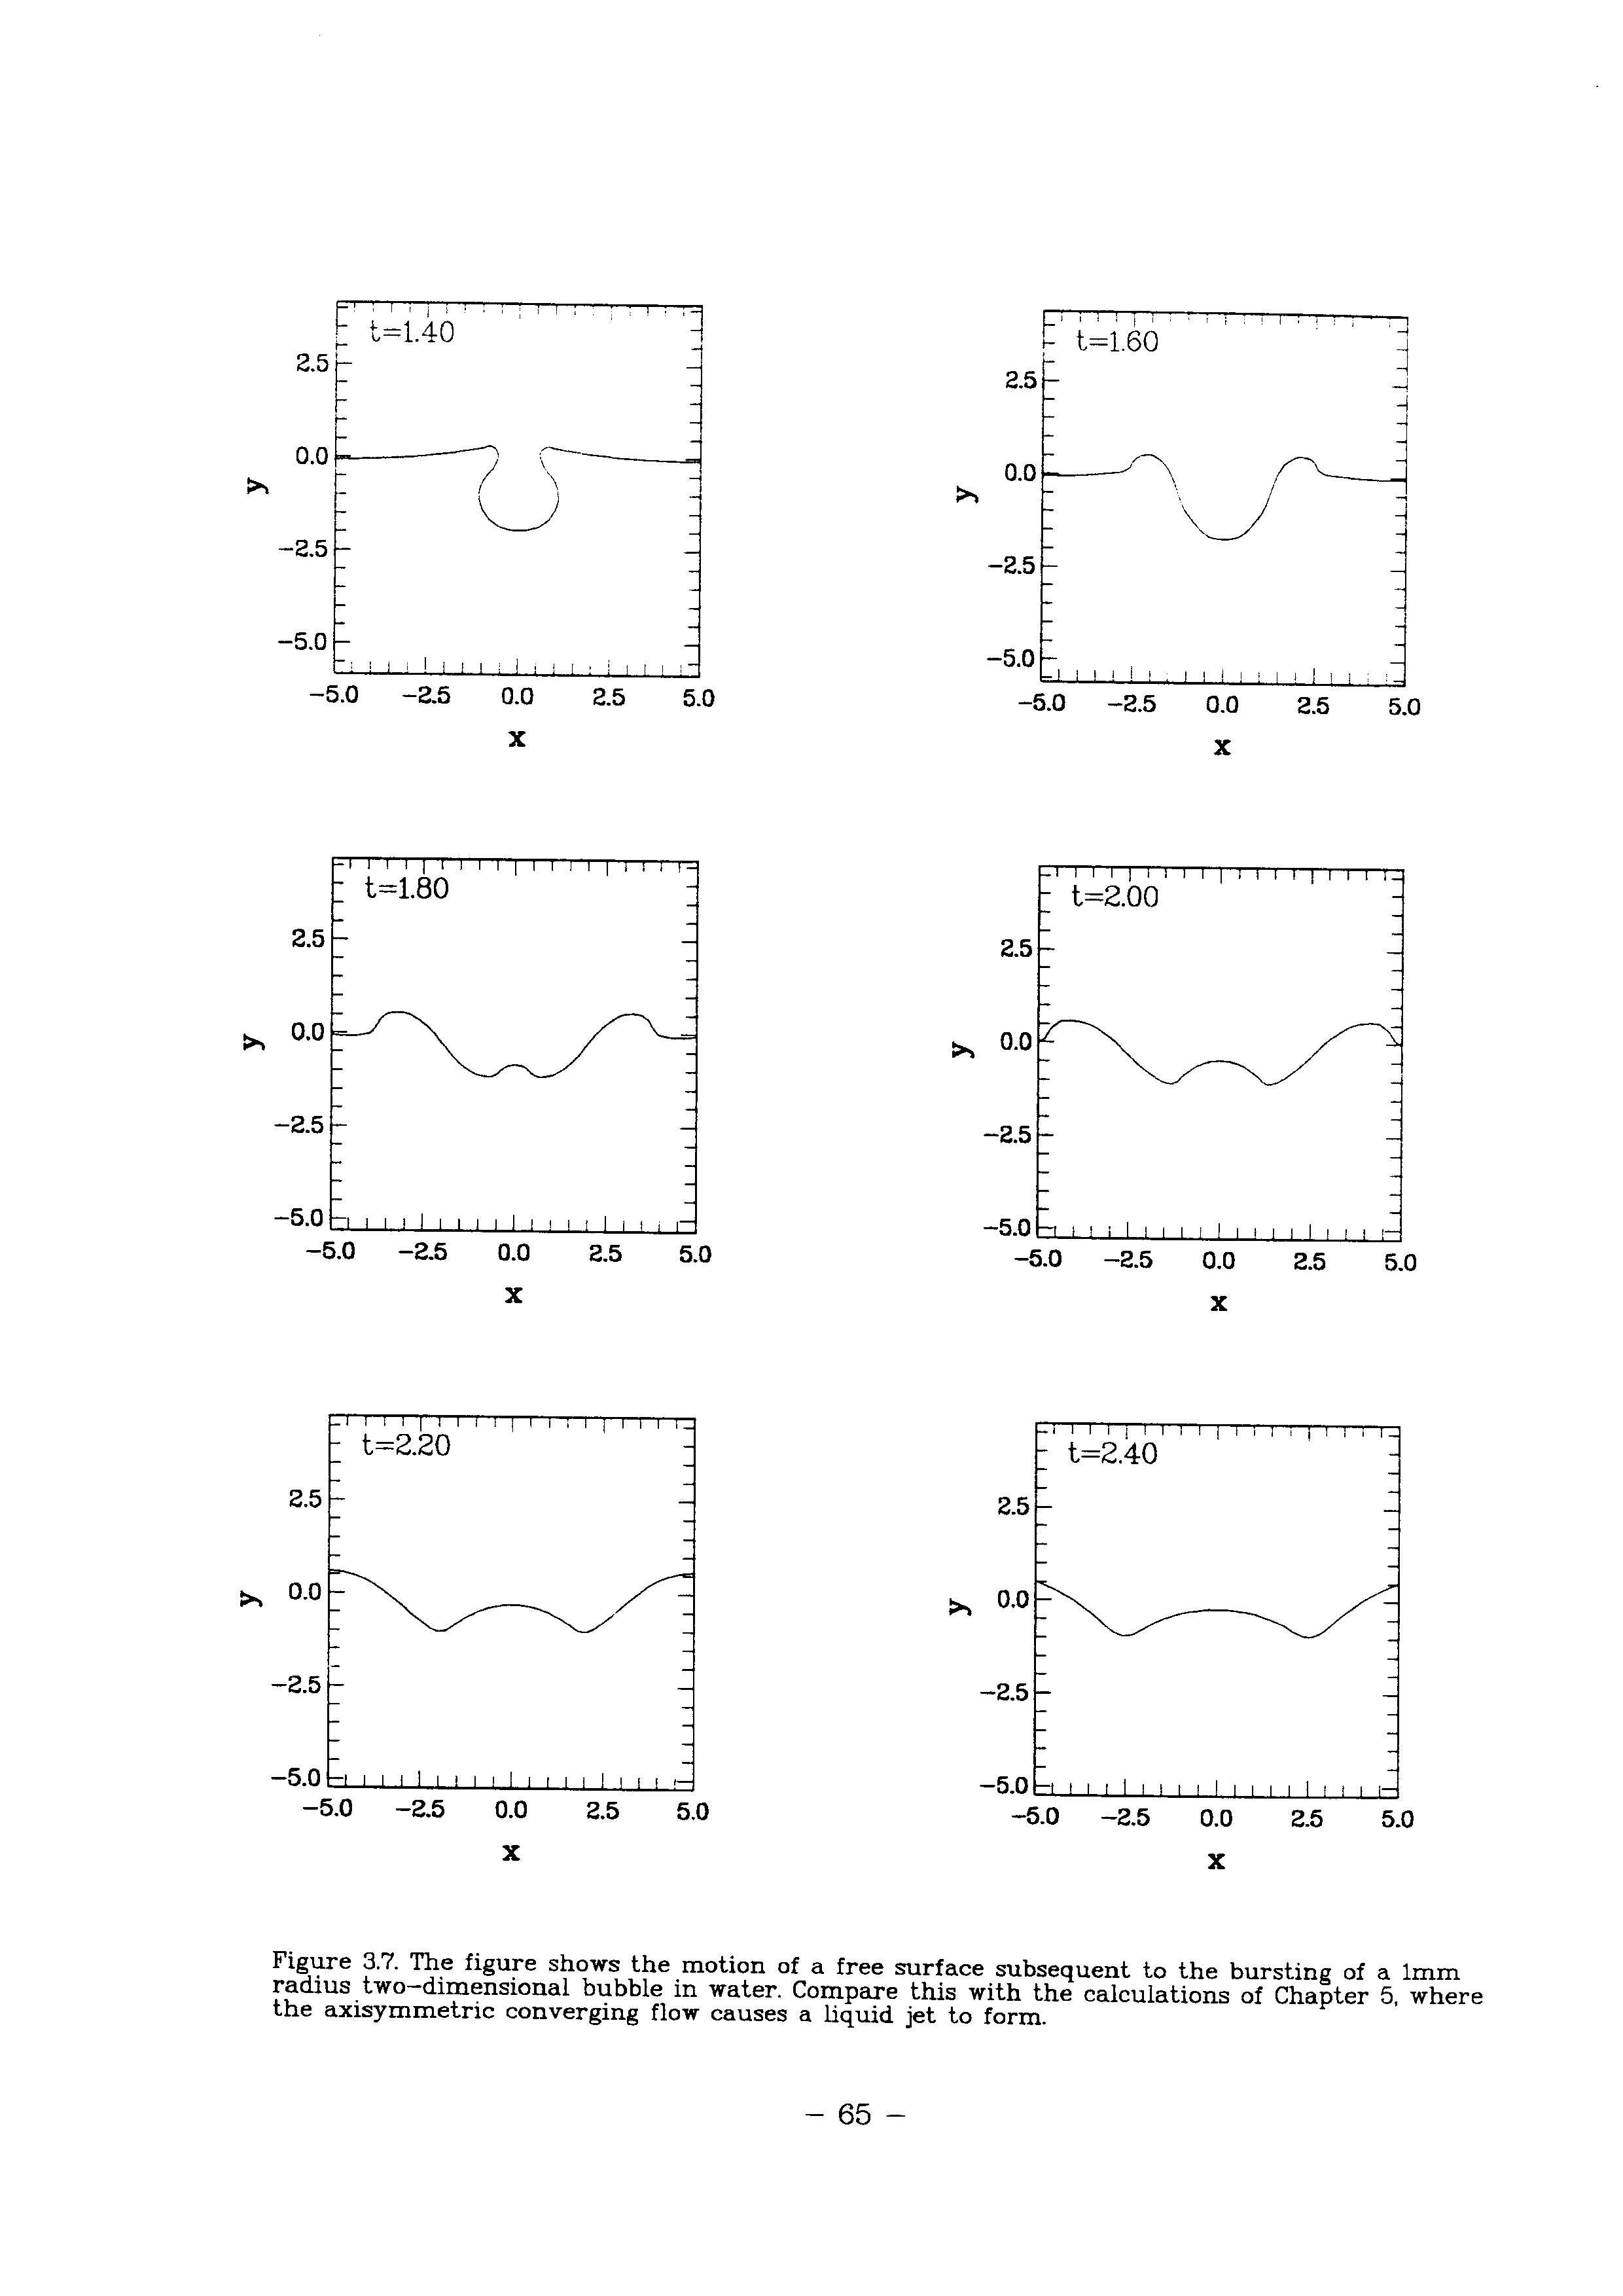 t=1.40
2.5
0.0
−2.5
−5.0
y
−5.0 −2.5 0.0 2.5 5.0
x
t=1.60
2.5
0.0
−2.5
−5.0
y
−5.0 −2.5 0.0 2.5 5.0
x
t=1.80
2.5
0.0
−2.5
−5.0
y
−5.0 −2.5 0.0 2.5 5.0
x
t=2.00
2.5
0.0
−2.5
−5.0
y
−5.0 −2.5 0.0 2.5 5.0
x
t=2.20
2.5
0.0
−2.5
−5.0
y
−5.0 −2.5 0.0 2.5 5.0
x
t=2.40
2.5
0.0
−2.5
−5.0
y
−5.0 −2.5 0.0 2.5 5.0
x
Figure 3.7. The figure shows the motion of a free surface subsequent to the bursting of a 1mm
radius two−dimensional bubble in water. Compare this with the calculations of Chapter 5, where
the axisymmetric converging flow causes a liquid jet to form.
− 65 −